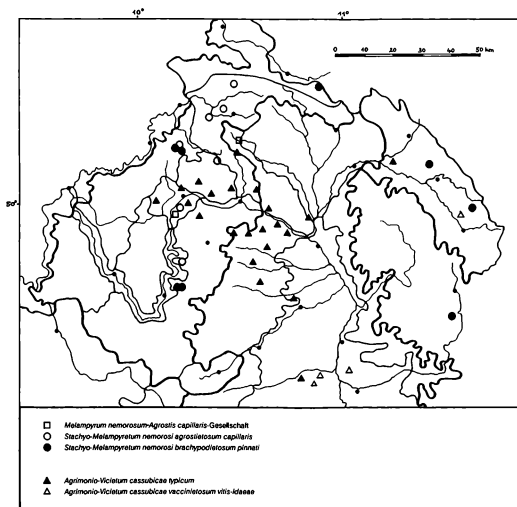 10° 11°
0 10 20 30 40 50 km
50°
Melampyrum nemorosum-Agrostis capillaris-Gesellschaft
Stachyo-Melampyretum nemorosi agrostietosum capillaris
Stachyo-Melampyretum nemorosi brachypodietosum pinnati
Agrimonio-Vicietum cassubicae typicum
Agrimonio-Vicietum cassubicae vaccinietosum vitis-idaeae